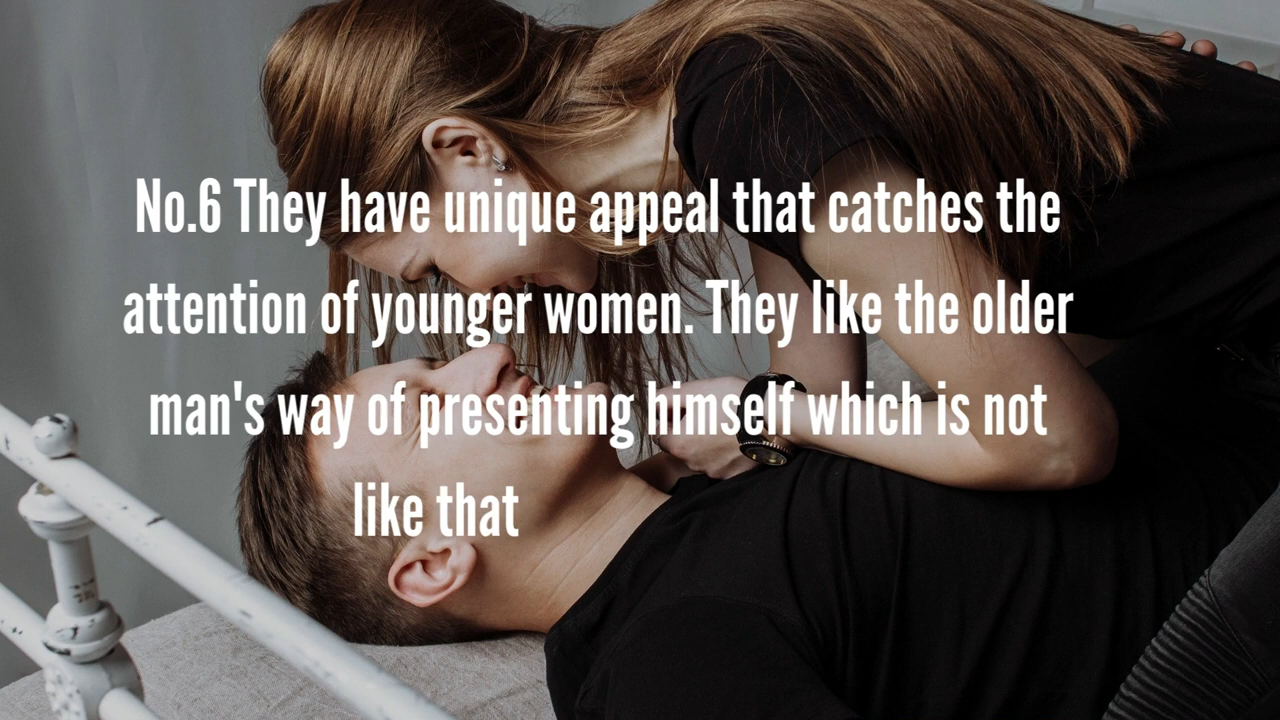 No.6 They have unique appeal that catches the
attention of younger women. They like the older
man's way of presenting himself which is not
like that